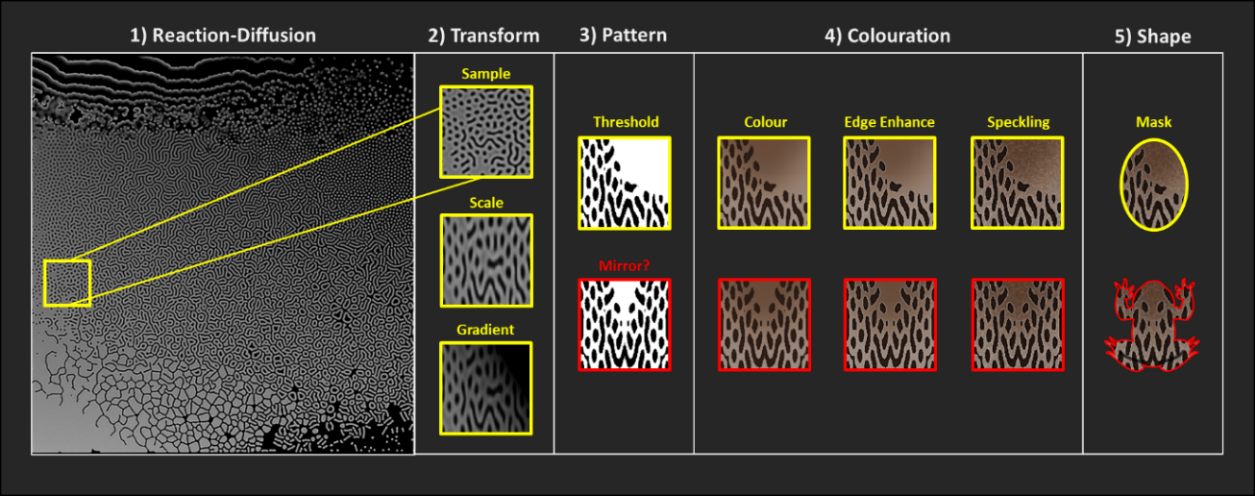 1) Reaction-Diffusion
2) Transform
3) Pattern
4) Colouration
5) Shape
Sample
Scale
Gradient
Threshold
Mirror?
Colour
Edge Enhance
Speckling
Mask